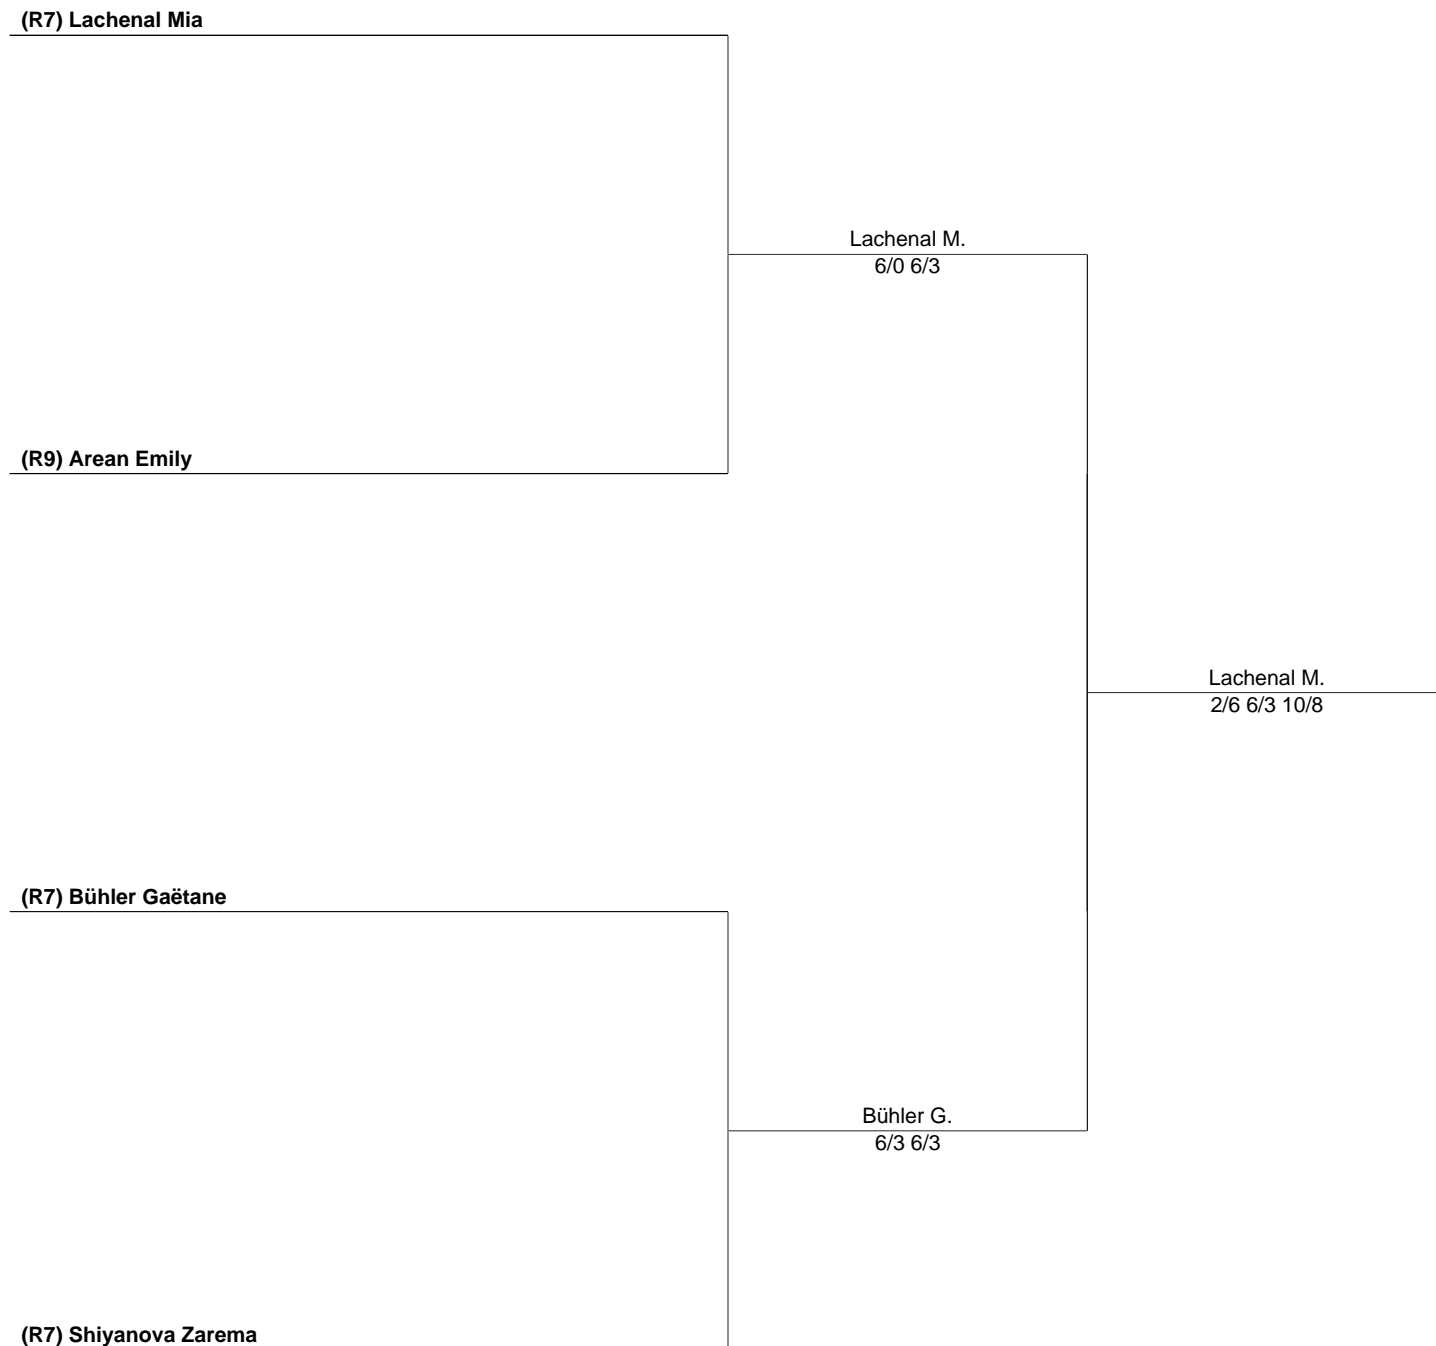 (R7) Lachenal Mia
Lachenal M.
6/0 6/3
(R9) Arean Emily
Lachenal M.
2/6 6/3 10/8
(R7) Bühler Gaëtane
Bühler G.
6/3 6/3
(R7) Shiyanova Zarema